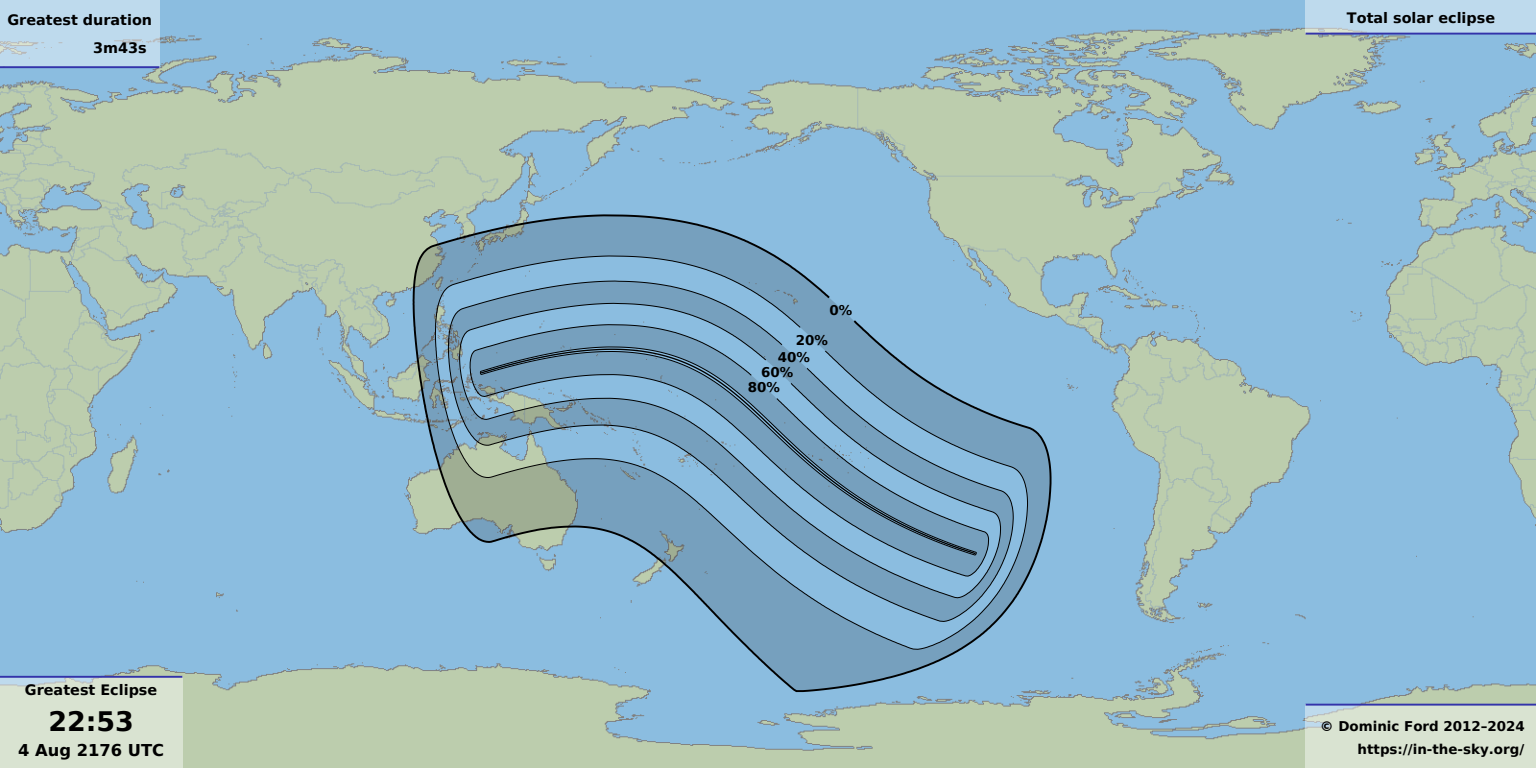 Greatest duration
3m43s
Total solar eclipse
0%
20%
40%
60%
80%
Greatest Eclipse
22:53
4 Aug 2176 UTC
© Dominic Ford 2012–2024
https://in-the-sky.org/